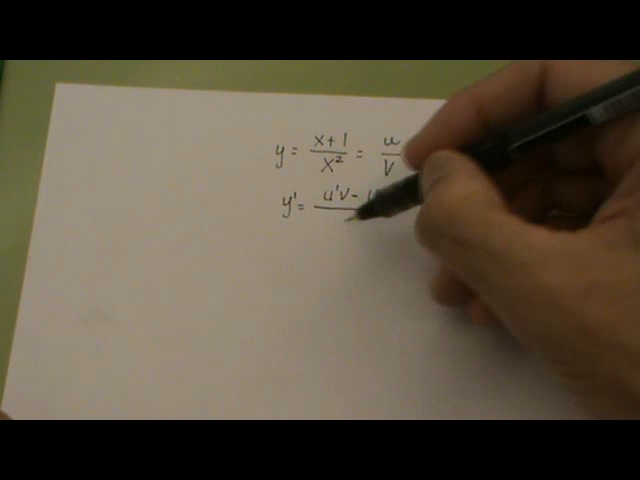 y = x+1 / x² = u / v
y' = u'v -